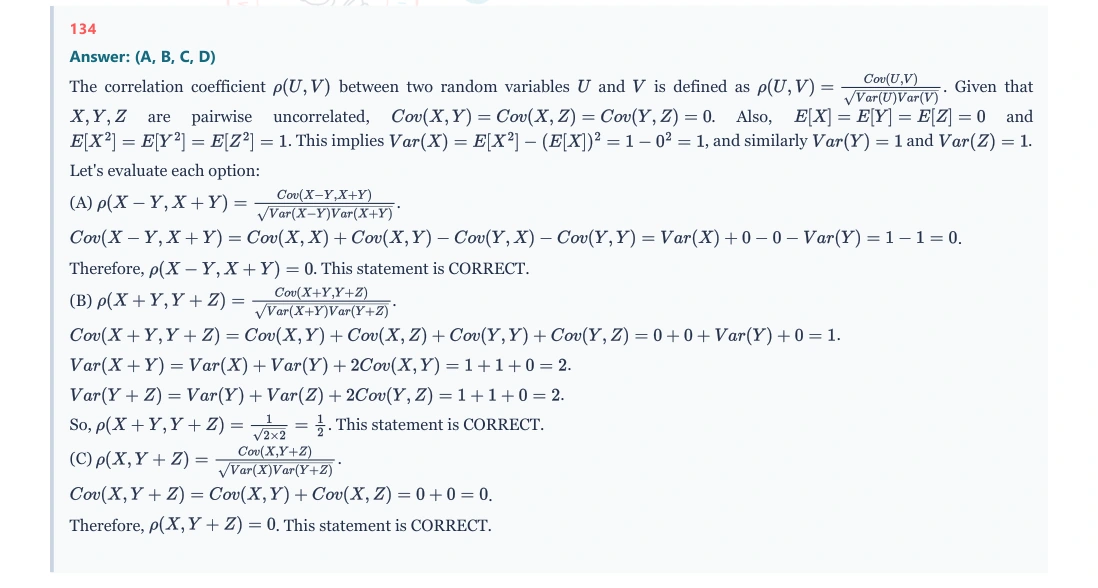 134
Answer: (A, B, C, D)
The correlation coefficient ρ(U, V) between two random variables U and V is defined as ρ(U, V) = Cov(U,V)/√Var(U)Var(V). Given that
X, Y, Z are pairwise uncorrelated, Cov(X, Y) = Cov(X, Z) = Cov(Y, Z) = 0. Also, E[X] = E[Y] = E[Z] = 0 and
E[X²] = E[Y²] = E[Z²] = 1. This implies Var(X) = E[X²] − (E[X])² = 1 − 0² = 1, and similarly Var(Y) = 1 and Var(Z) = 1.
Let's evaluate each option:
(A) ρ(X − Y, X + Y) = Cov(X−Y,X+Y)/√Var(X−Y)Var(X+Y).
Cov(X − Y, X + Y) = Cov(X, X) + Cov(X, Y) − Cov(Y, X) − Cov(Y, Y) = Var(X) + 0 − 0 − Var(Y) = 1 − 1 = 0.
Therefore, ρ(X − Y, X + Y) = 0. This statement is CORRECT.
(B) ρ(X + Y, Y + Z) = Cov(X+Y,Y+Z)/√Var(X+Y)Var(Y+Z).
Cov(X + Y, Y + Z) = Cov(X, Y) + Cov(X, Z) + Cov(Y, Y) + Cov(Y, Z) = 0 + 0 + Var(Y) + 0 = 1.
Var(X + Y) = Var(X) + Var(Y) + 2Cov(X, Y) = 1 + 1 + 0 = 2.
Var(Y + Z) = Var(Y) + Var(Z) + 2Cov(Y, Z) = 1 + 1 + 0 = 2.
So, ρ(X + Y, Y + Z) = 1/√2×2 = 1/2. This statement is CORRECT.
(C) ρ(X, Y + Z) = Cov(X,Y+Z)/√Var(X)Var(Y+Z).
Cov(X, Y + Z) = Cov(X, Y) + Cov(X, Z) = 0 + 0 = 0.
Therefore, ρ(X, Y + Z) = 0. This statement is CORRECT.